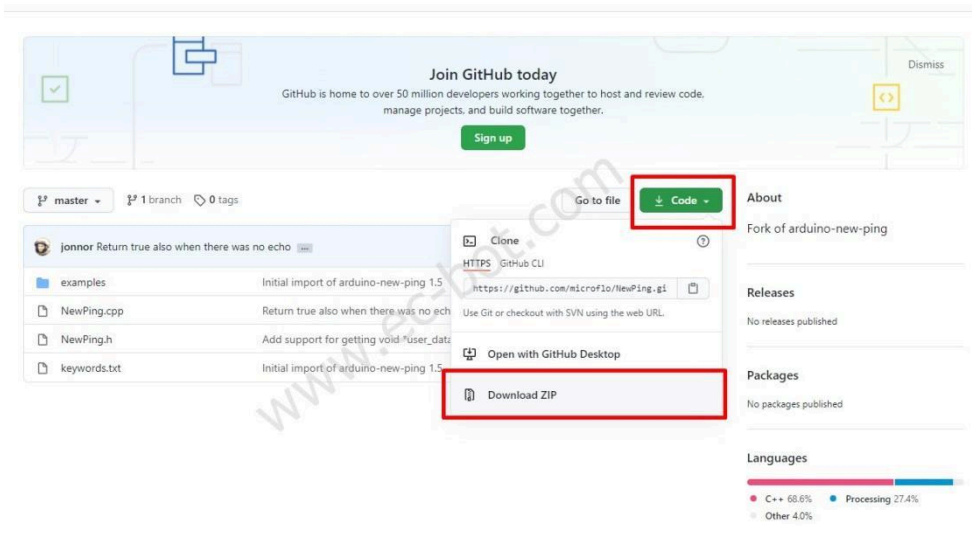 Join GitHub today
Dismiss
GitHub is home to over 50 million developers working together to host and review code,
manage projects, and build software together.
Sign up
master
1 branch
0 tags
Go to file
Code
About
Fork of arduino-new-ping
jonnor Return true also when there was no echo ...
Clone
HTTPS GitHub CLI
examples
Initial import of arduino-new-ping 1.5
https://github.com/microflo/NewPing.gi
Releases
NewPing.cpp
Return true also when there was no ech
Use Git or checkout with SVN using the web URL.
No releases published
NewPing.h
Add support for getting void *user_data
Open with GitHub Desktop
keywords.txt
Initial import of arduino-new-ping 1.5
Packages
Download ZIP
No packages published
Languages
C++ 68.6% Processing 27.4%
Other 4.0%
www.ec-bot.com